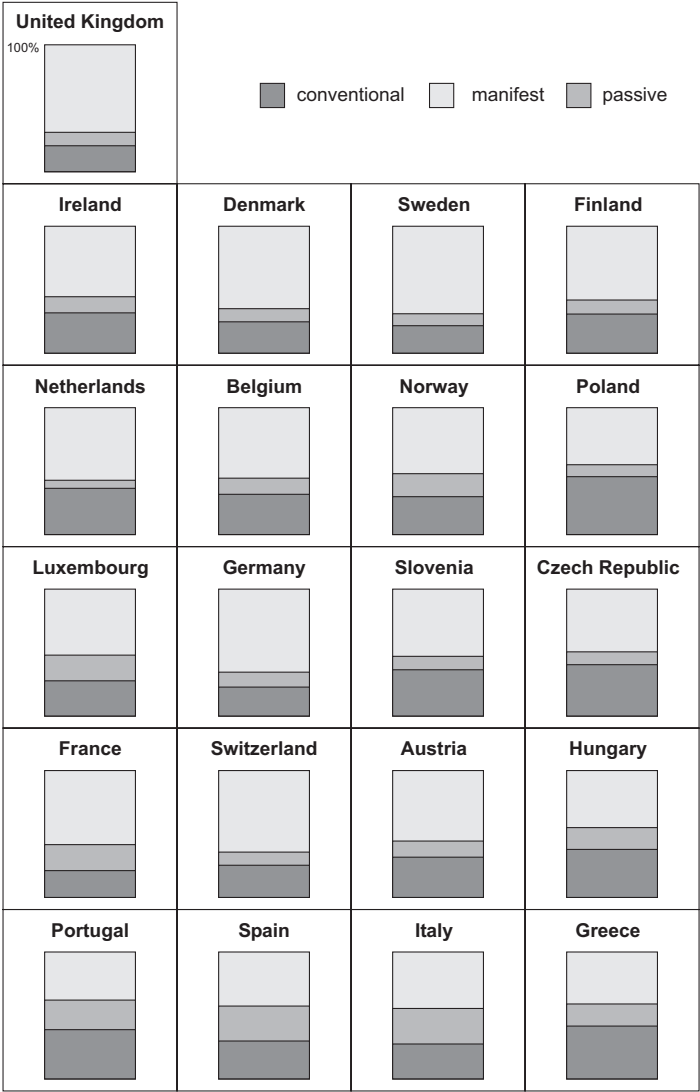 United Kingdom
100%
conventional manifest passive
Ireland Denmark Sweden Finland
Netherlands Belgium Norway Poland
Luxembourg Germany Slovenia Czech Republic
France Switzerland Austria Hungary
Portugal Spain Italy Greece